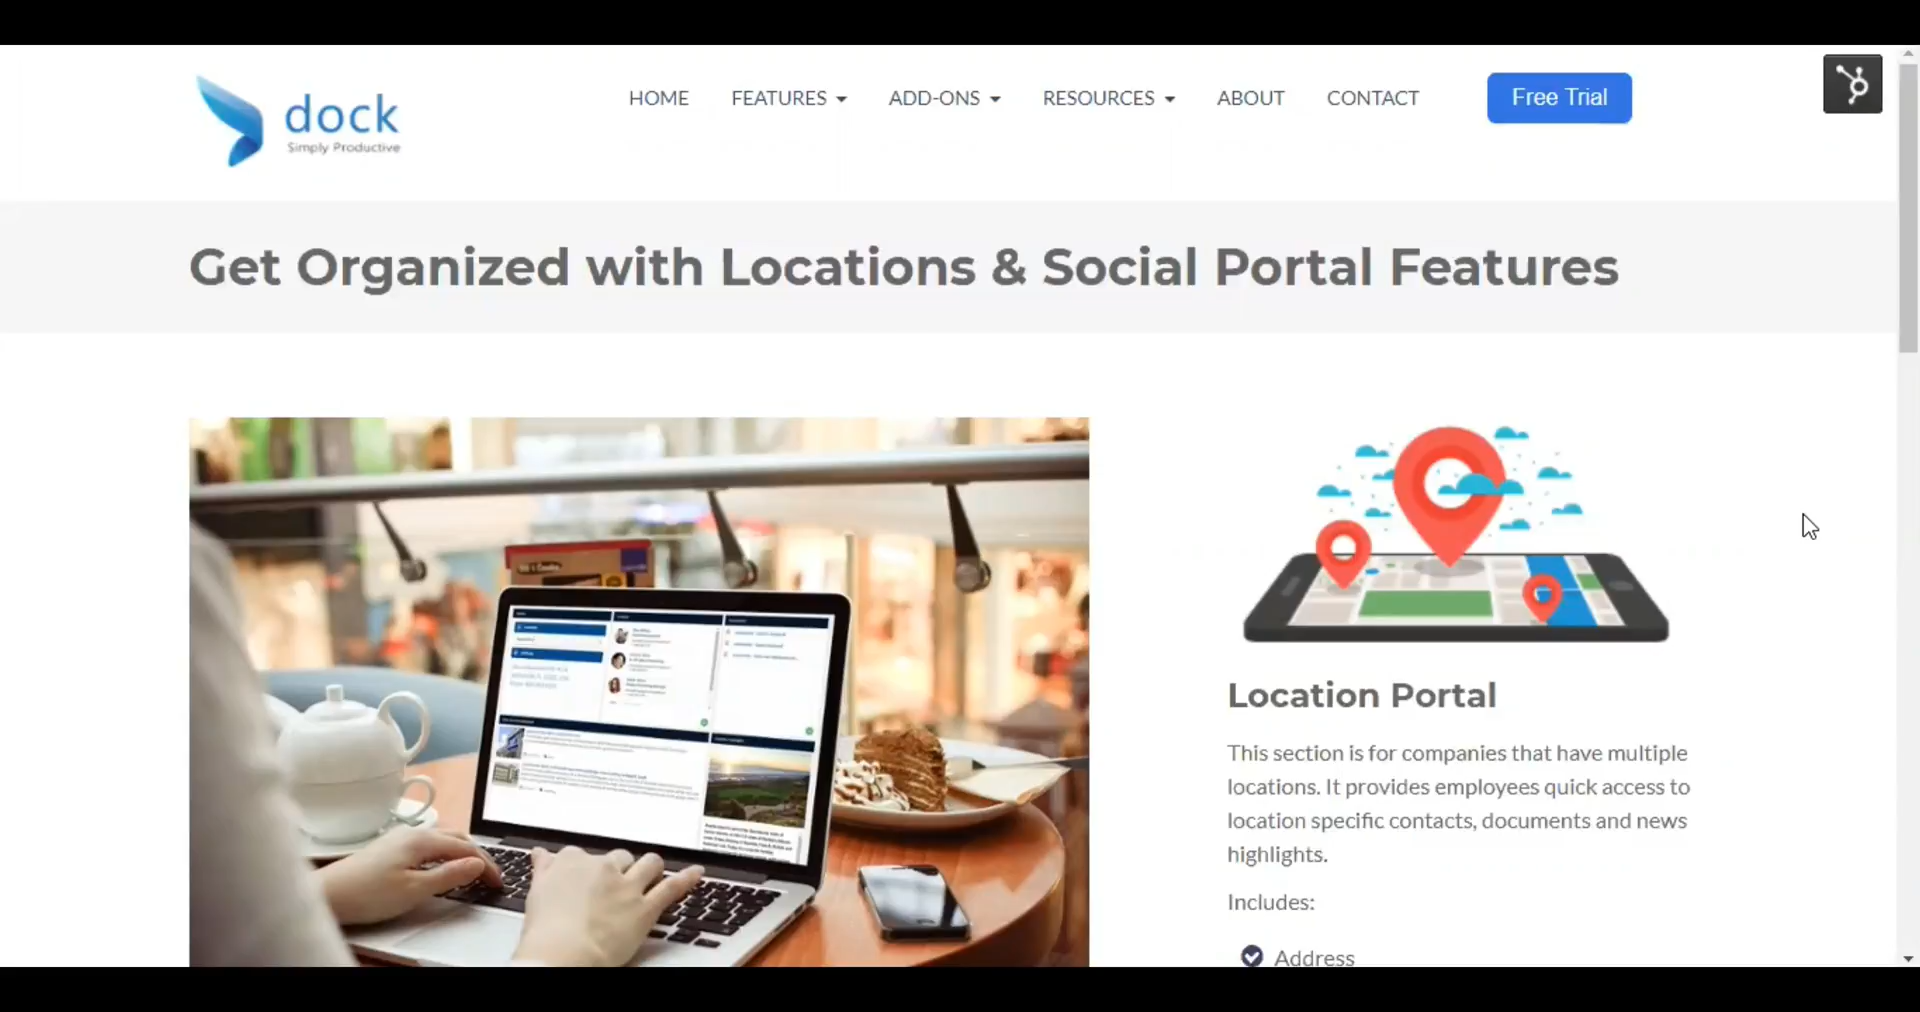 dock
Simply Productive
HOME FEATURES ADD-ONS RESOURCES ABOUT CONTACT Free Trial
Get Organized with Locations & Social Portal Features
Location Portal
This section is for companies that have multiple
locations. It provides employees quick access to
location specific contacts, documents and news
highlights.
Includes:
Address